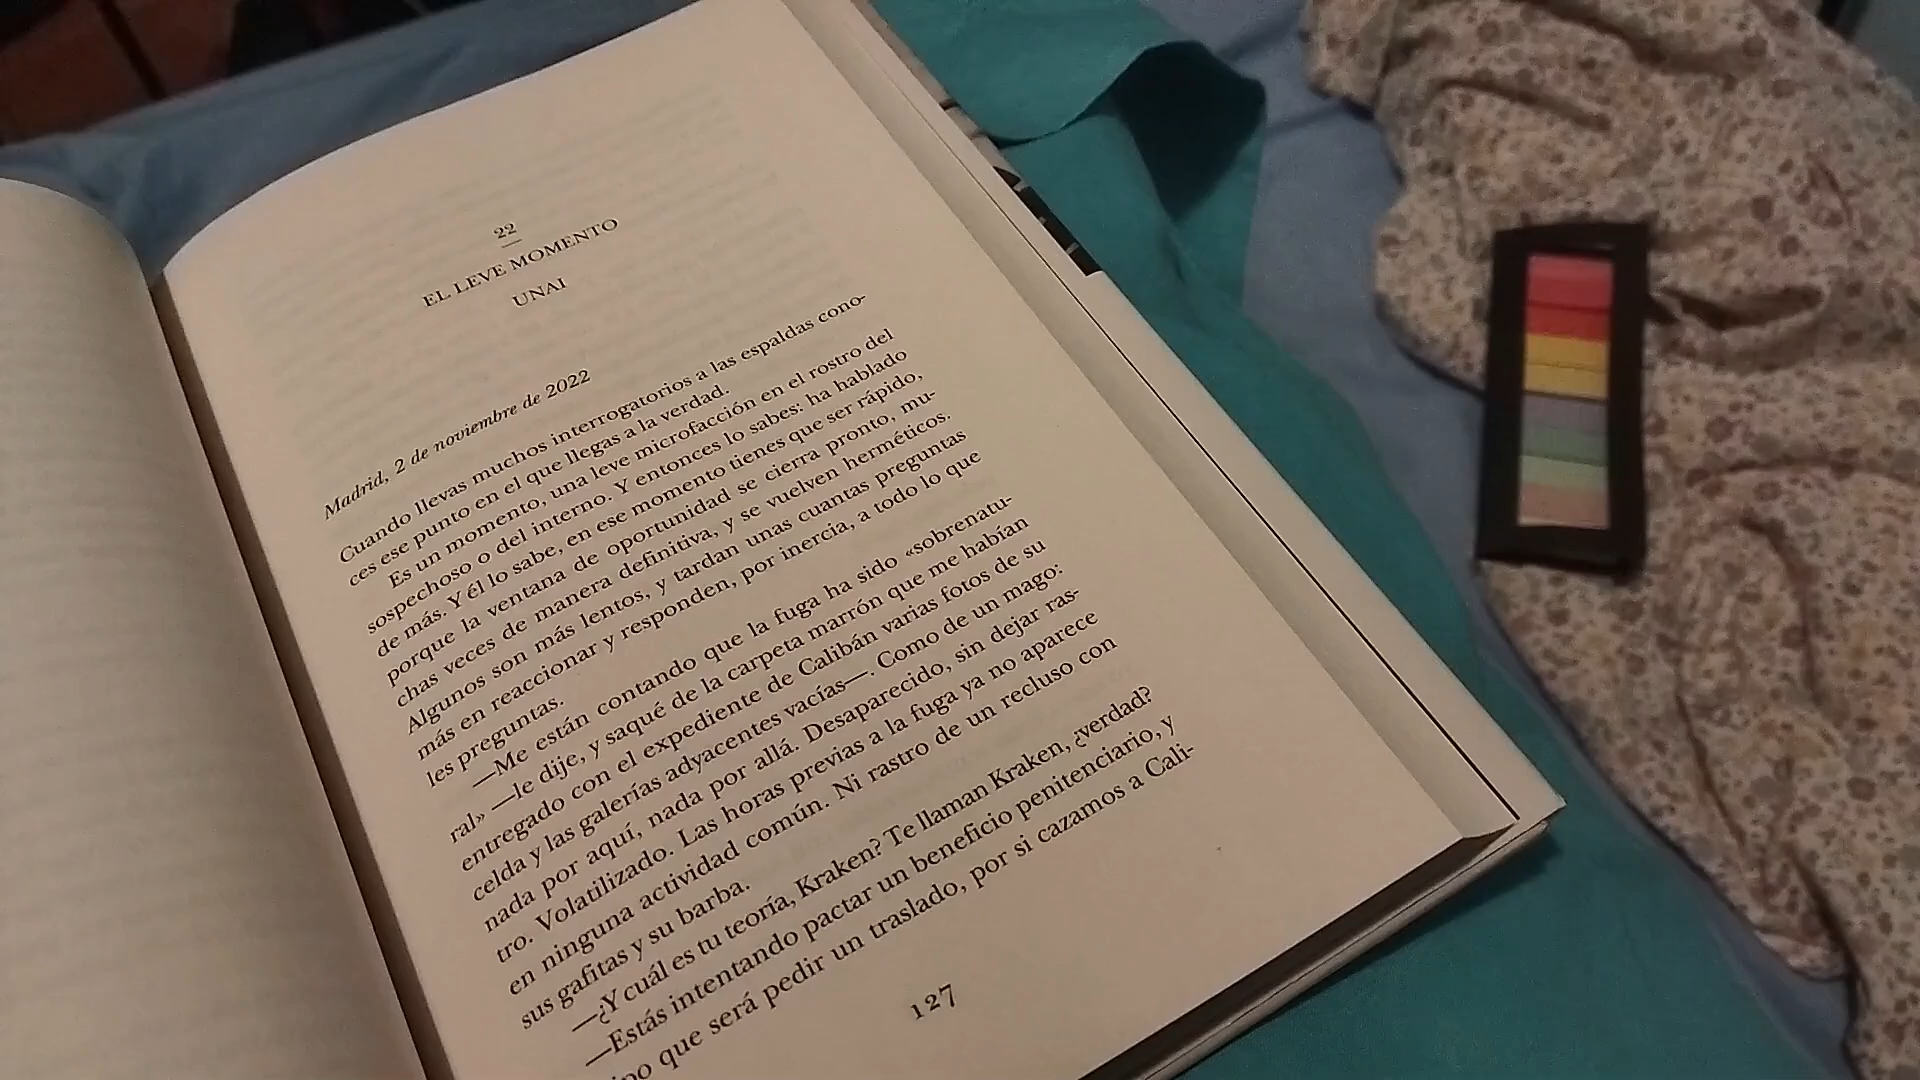 22
EL LEVE MOMENTO
UNAI
Madrid, 2 de noviembre de 2022
Cuando llevas muchos interrogatorios a las espaldas cono-
ces ese punto en el que llegas a la verdad.
Es un momento, una leve microfacción en el rostro del
sospechoso o del interno. Y entonces lo sabes: ha hablado
de más. Y él lo sabe, en ese momento tienes que ser rápido,
porque la ventana de oportunidad se cierra pronto, mu-
chas veces de manera definitiva, y se vuelven herméticos.
Algunos son más lentos, y tardan unas cuantas preguntas
más en reaccionar y responden, por inercia, a todo lo que
les preguntas.
—Me están contando que la fuga ha sido «sobrenatu-
ral» —le dije, y saqué de la carpeta marrón que me habían
entregado con el expediente de Calibán varias fotos de su
celda y las galerías adyacentes vacías—. Como de un mago:
nada por aquí, nada por allá. Desaparecido, sin dejar ras-
tro. Volatilizado. Las horas previas a la fuga ya no aparece
en ninguna actividad común. Ni rastro de un recluso con
sus gafitas y su barba.
—¿Y cuál es tu teoría, Kraken? Te llaman Kraken, ¿verdad?
—Estás intentando pactar un beneficio penitenciario, y
que será pedir un traslado, por si cazamos a Cali-
127